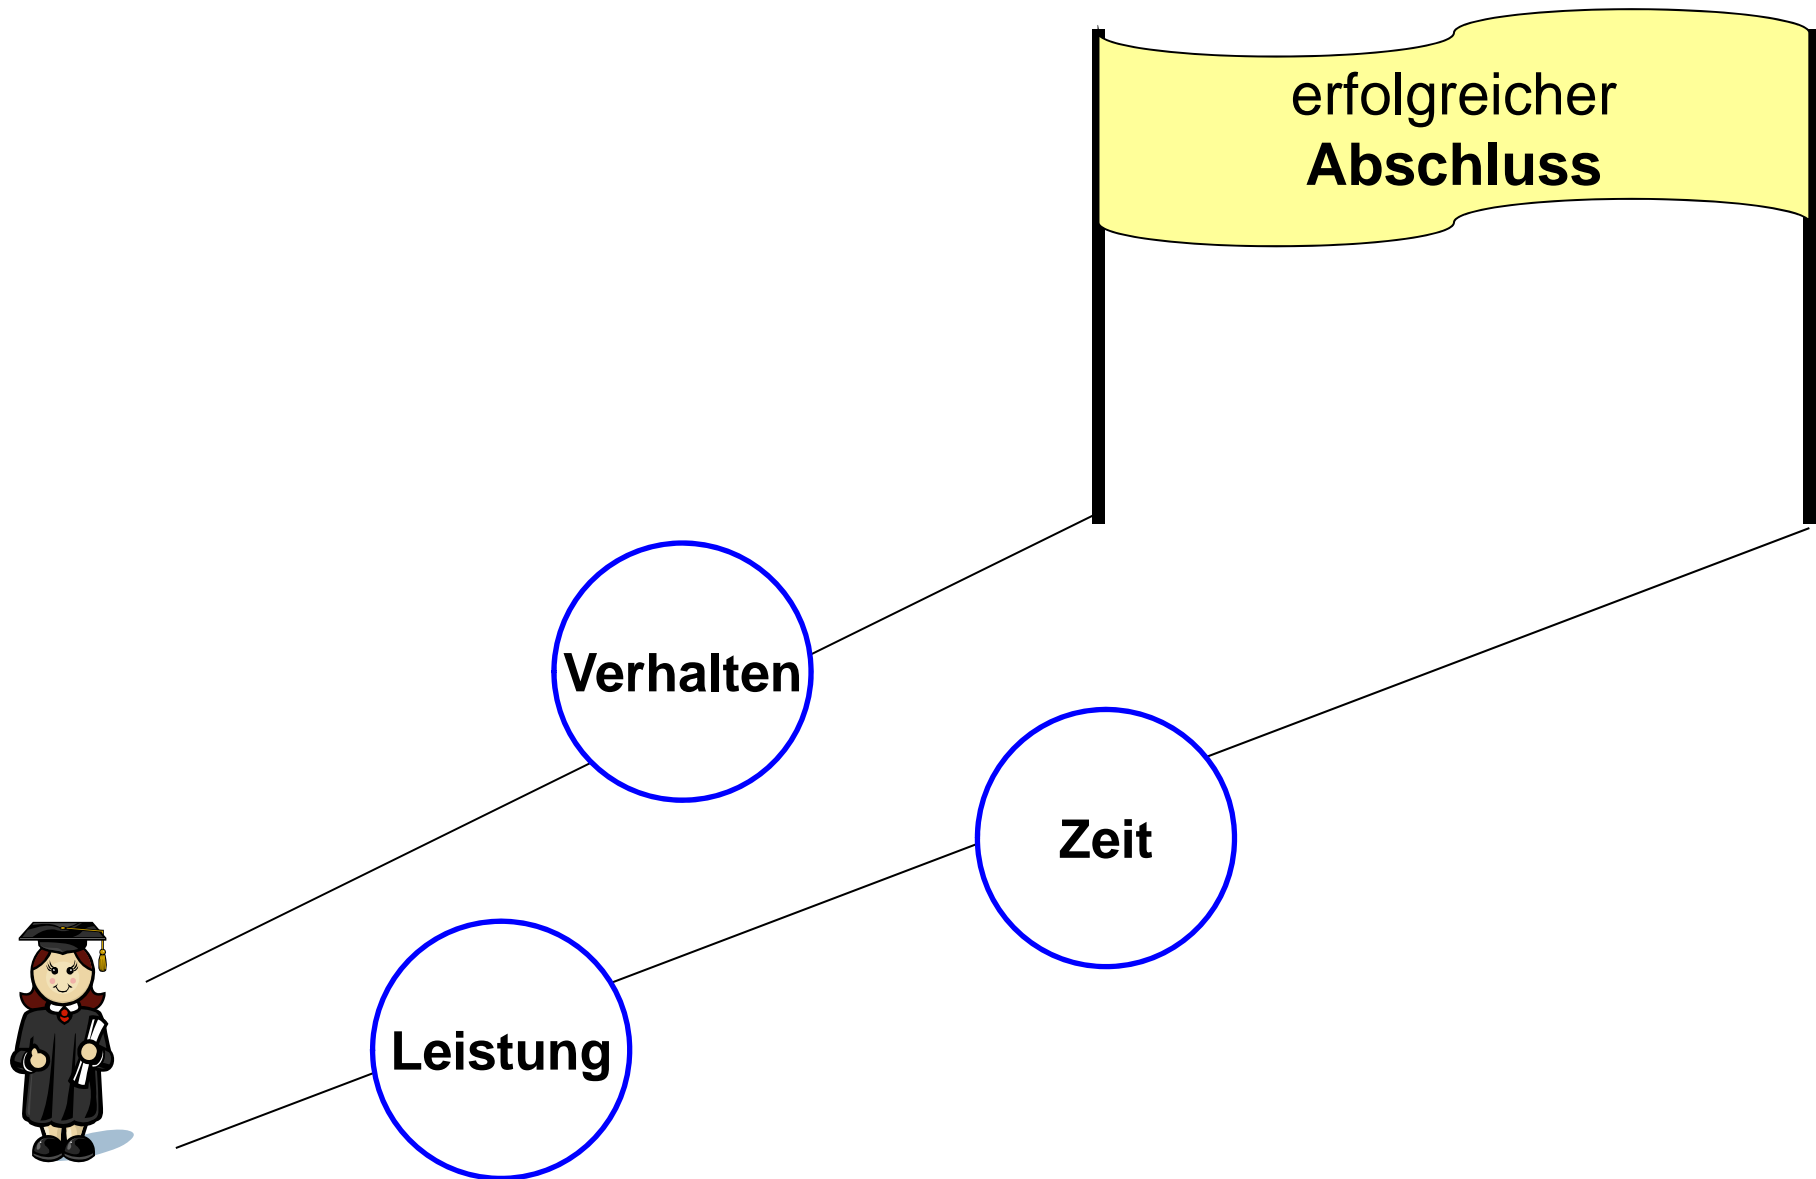 erfolgreicher
Abschluss
Verhalten
Zeit
Leistung